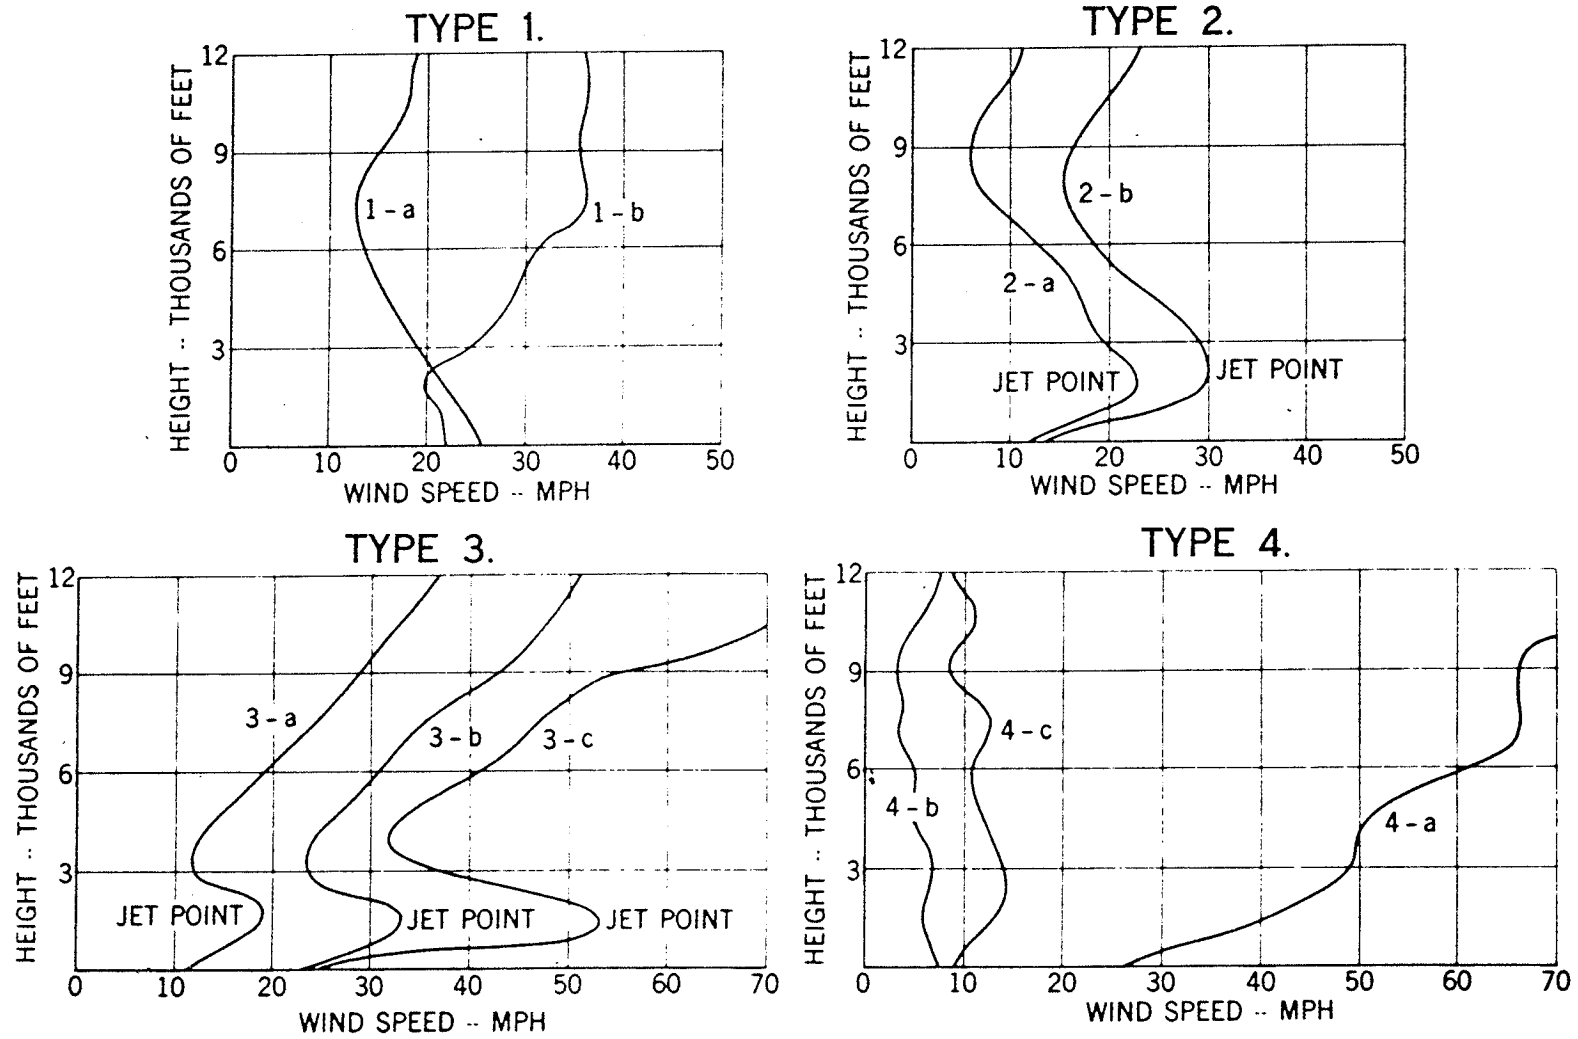 TYPE 1.
HEIGHT -- THOUSANDS OF FEET
12
9
6
3
1-a
1-b
0 10 20 30 40 50
WIND SPEED -- MPH
TYPE 2.
HEIGHT -- THOUSANDS OF FEET
12
9
6
3
2-b
2-a
JET POINT
JET POINT
0 10 20 30 40 50
WIND SPEED -- MPH
TYPE 3.
HEIGHT -- THOUSANDS OF FEET
12
9
6
3
3-a
3-b
3-c
JET POINT
JET POINT
JET POINT
0 10 20 30 40 50 60 70
WIND SPEED -- MPH
TYPE 4.
HEIGHT -- THOUSANDS OF FEET
12
9
6
3
4-c
4-b
4-a
0 10 20 30 40 50 60 70
WIND SPEED -- MPH